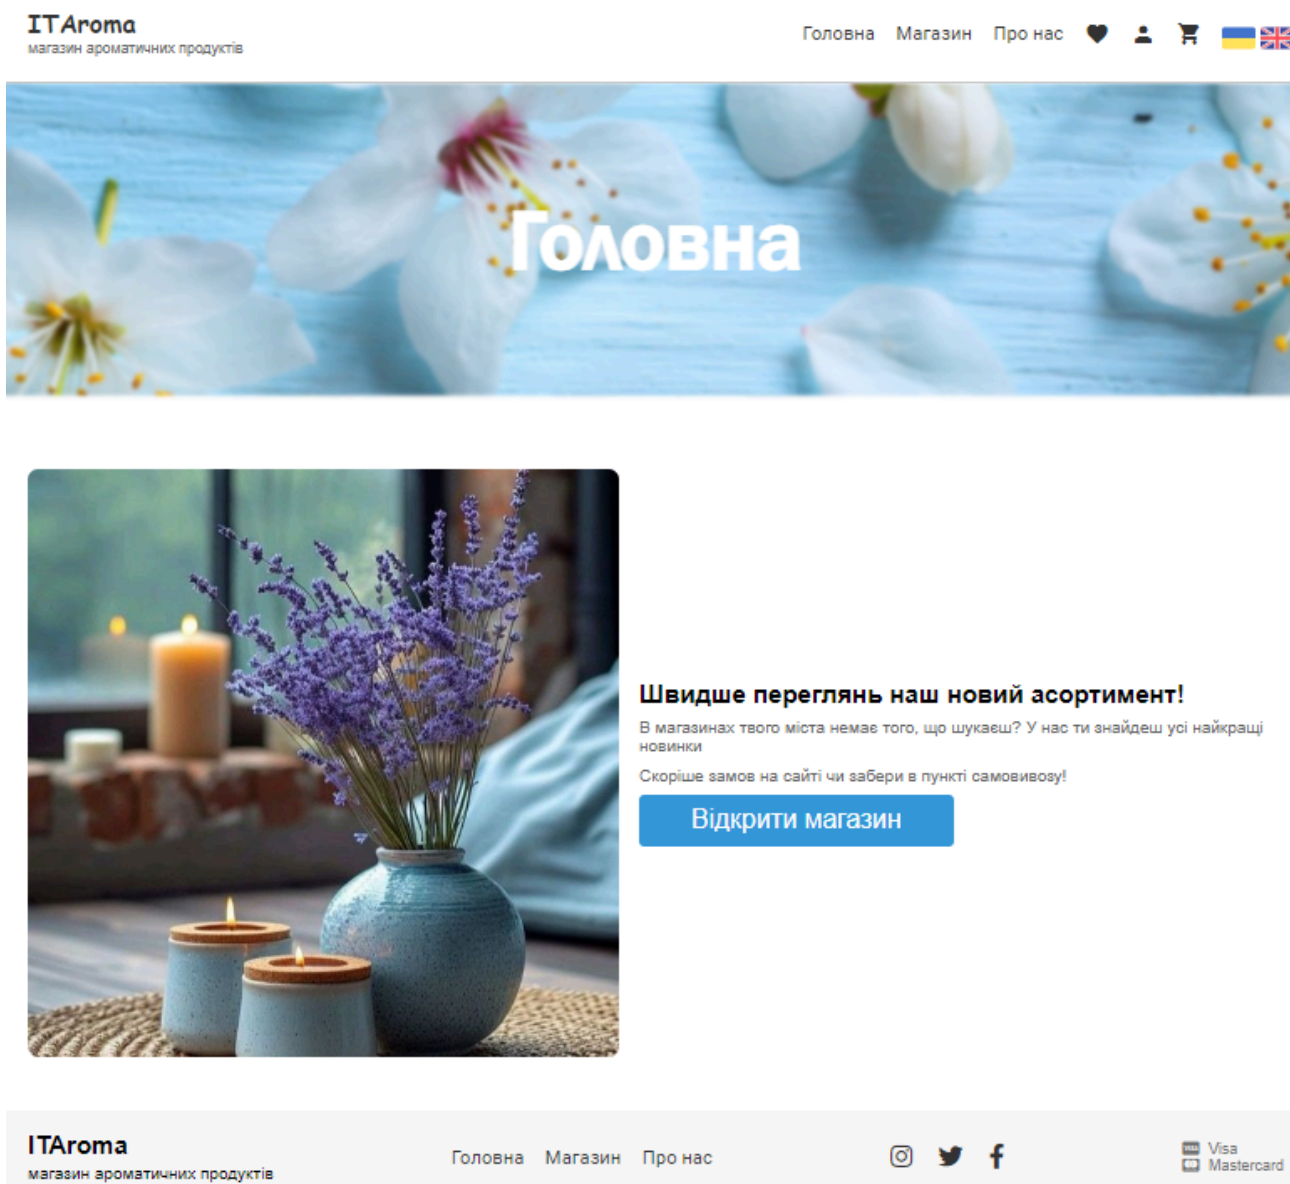 ITAroma
магазин ароматичних продуктів
Головна Магазин Про нас
Головна
Швидше переглянь наш новий асортимент!
В магазинах твого міста немає того, що шукаєш? У нас ти знайдеш усі найкращі
новинки
Скоріше замов на сайті чи забери в пункті самовивозу!
Відкрити магазин
ITAroma
магазин ароматичних продуктів
Головна Магазин Про нас
Visa
Mastercard